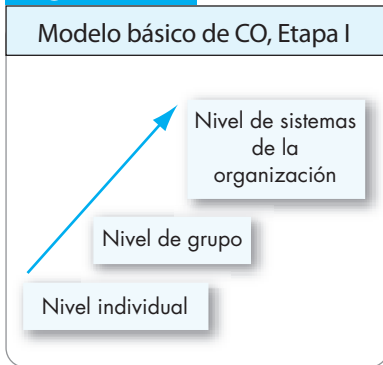 Modelo básico de CO, Etapa I
Nivel de sistemas
de la
organización
Nivel de grupo
Nivel individual